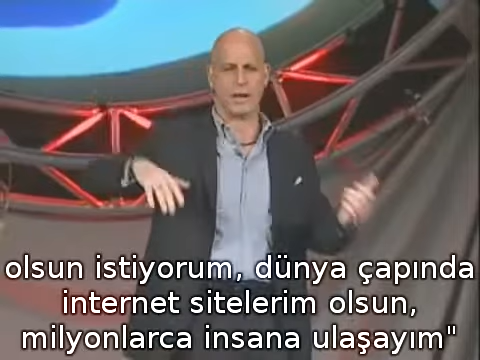 olsun istiyorum, dünya çapında
internet sitelerim olsun,
milyonlarca insana ulaşayım"